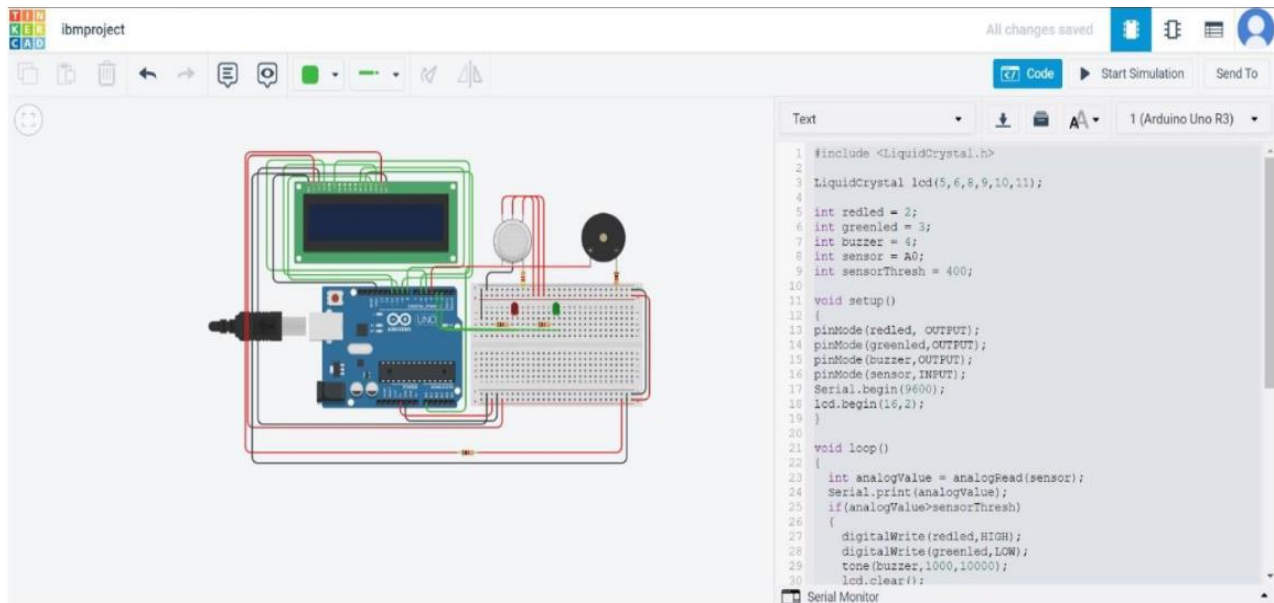 TIN
KER
CAD
ibmproject
All changes saved
Code
Start Simulation
Send To
Text
1 (Arduino Uno R3)
1 #include <LiquidCrystal.h>
2
3 LiquidCrystal lcd(5,6,8,9,10,11);
4
5 int redled = 2;
6 int greenled = 3;
7 int buzzer = 4;
8 int sensor = A0;
9 int sensorThresh = 400;
10
11 void setup()
12 {
13 pinMode(redled, OUTPUT);
14 pinMode(greenled,OUTPUT);
15 pinMode(buzzer,OUTPUT);
16 pinMode(sensor,INPUT);
17 Serial.begin(9600);
18 lcd.begin(16,2);
19 }
20
21 void loop()
22 {
23 int analogValue = analogRead(sensor);
24 Serial.print(analogValue);
25 if(analogValue>sensorThresh)
26 {
27 digitalWrite(redled,HIGH);
28 digitalWrite(greenled,LOW);
29 tone(buzzer,1000,10000);
30 lcd.clear();
Serial Monitor
UNO
ARDUINO